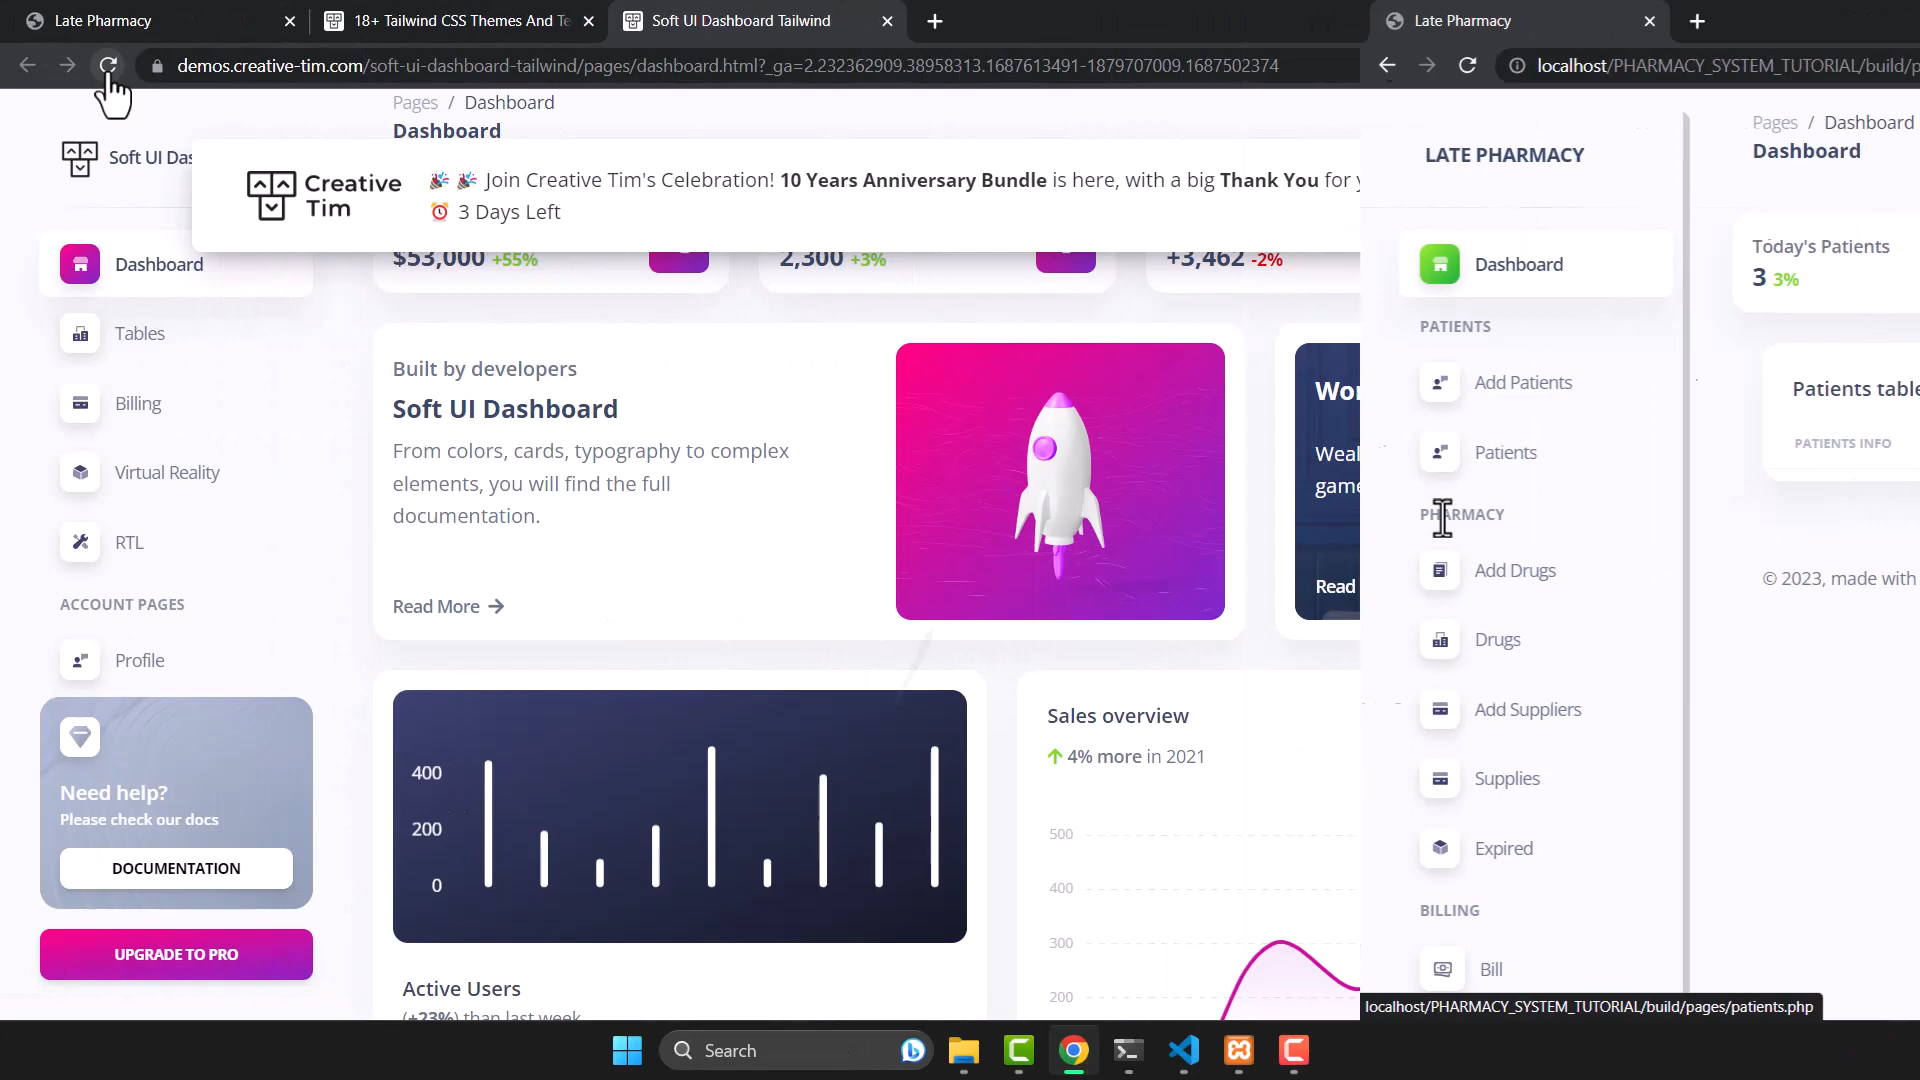 Late Pharmacy
18+ Tailwind CSS Themes And Te
Soft UI Dashboard Tailwind
demos.creative-tim.com/soft-ui-dashboard-tailwind/pages/dashboard.html?_ga=2.232362909.38958313.1687613491-1879707009.1687502374
Soft UI Das
Pages / Dashboard
Dashboard
Creative
Tim
🎉 🎉 Join Creative Tim's Celebration! 10 Years Anniversary Bundle is here, with a big Thank You for y
⏰ 3 Days Left
$53,000 +55%
2,300 +3%
+3,462 -2%
Dashboard
Tables
Billing
Virtual Reality
RTL
ACCOUNT PAGES
Profile
Need help?
Please check our docs
DOCUMENTATION
UPGRADE TO PRO
Built by developers
Soft UI Dashboard
From colors, cards, typography to complex
elements, you will find the full
documentation.
Read More
Wor
Weal
game
Read
400
200
0
Active Users
(+23%) than last week
Sales overview
4% more in 2021
500
400
300
200
Late Pharmacy
localhost/PHARMACY_SYSTEM_TUTORIAL/build/p
LATE PHARMACY
Dashboard
PATIENTS
Add Patients
Patients
PHARMACY
Add Drugs
Drugs
Add Suppliers
Supplies
Expired
BILLING
Bill
Pages / Dashboard
Dashboard
Today's Patients
3 3%
Patients table
PATIENTS INFO
© 2023, made with
localhost/PHARMACY_SYSTEM_TUTORIAL/build/pages/patients.php
Search